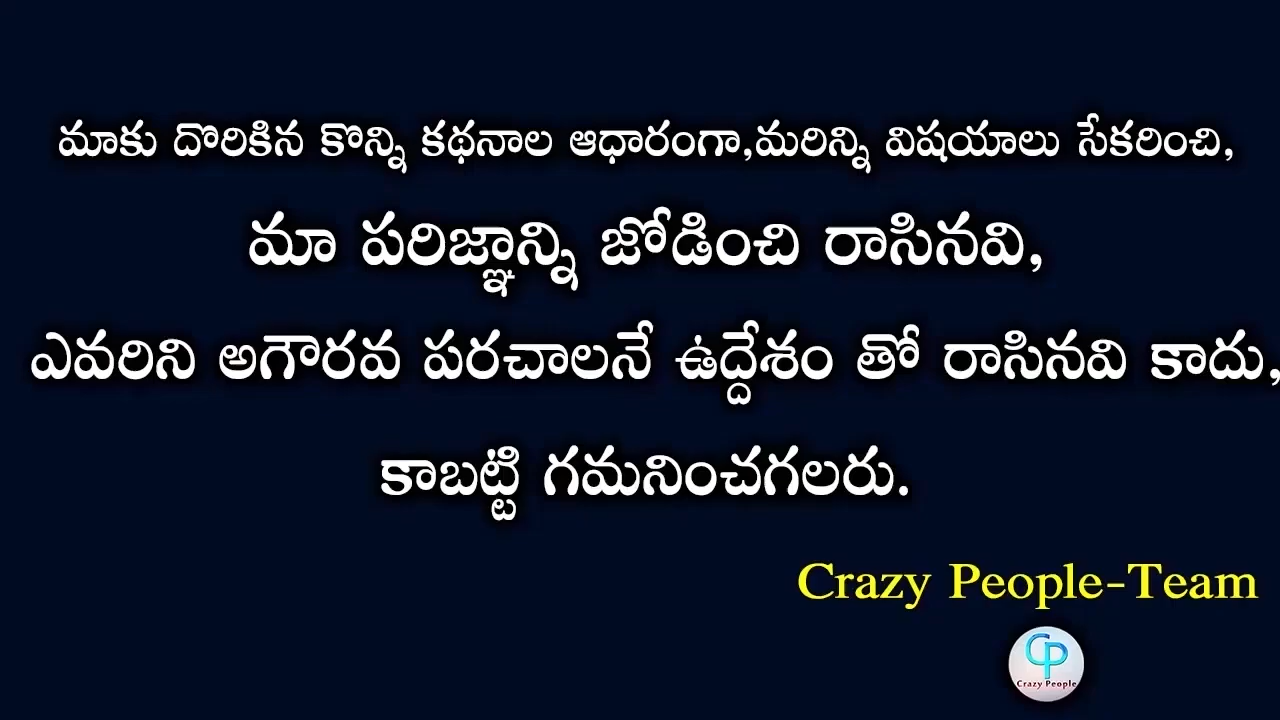 మాకు దొరికిన కొన్ని కథనాల ఆధారంగా,మరిన్ని విషయాలు సేకరించి,
మా పరిజ్ఞాన్ని జోడించి రాసినవి,
ఎవరిని అగౌరవ పరచాలనే ఉద్దేశం తో రాసినవి కాదు,
కాబట్టి గమనించగలరు.
Crazy People-Team
CP
Crazy People